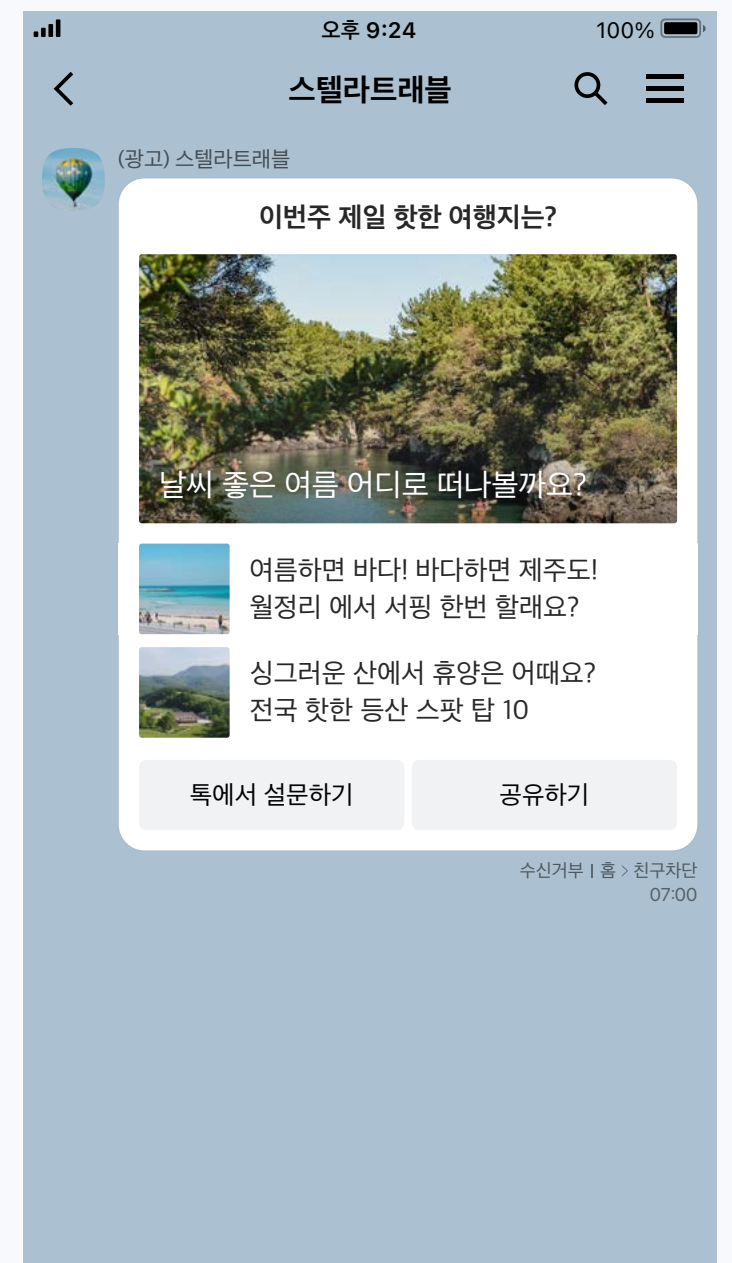 오후 9:24
100%
스텔라트래블
(광고) 스텔라트래블
이번주 제일 핫한 여행지는?
날씨 좋은 여름 어디로 떠나볼까요?
여름하면 바다! 바다하면 제주도!
월정리 에서 서핑 한번 할래요?
싱그러운 산에서 휴양은 어때요?
전국 핫한 등산 스팟 탑 10
톡에서 설문하기
공유하기
수신거부 | 홈 > 친구차단
07:00